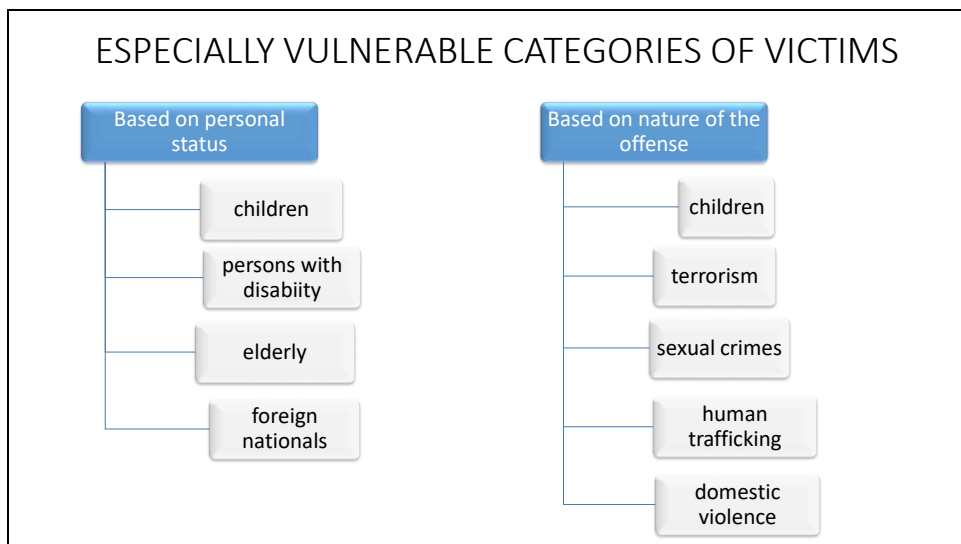 ESPECIALLY VULNERABLE CATEGORIES OF VICTIMS
Based on personal
status
children
persons with
disabiity
elderly
foreign
nationals
Based on nature of the
offense
children
terrorism
sexual crimes
human
trafficking
domestic
violence